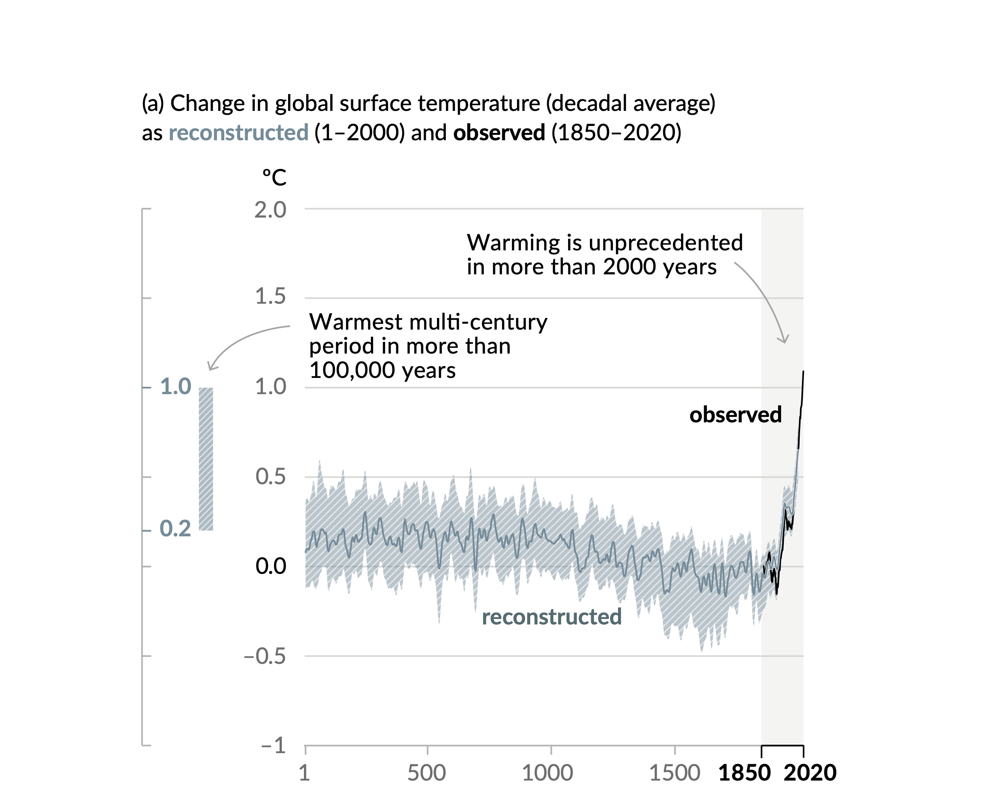 (a) Change in global surface temperature (decadal average)
as reconstructed (1–2000) and observed (1850–2020)
ºC
2.0
Warming is unprecedented
in more than 2000 years
1.5
Warmest multi-century
period in more than
100,000 years
1.0
1.0
observed
0.5
0.2
0.0
reconstructed
–0.5
–1
1
500
1000
1500
1850
2020